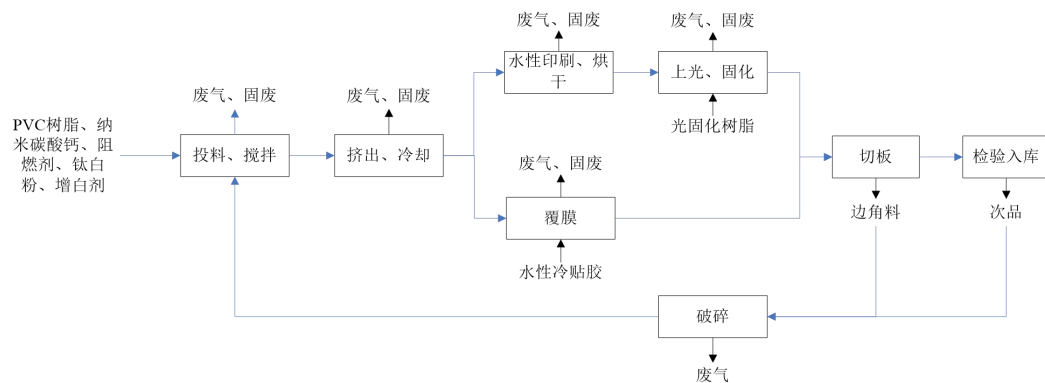 PVC树脂、纳
米碳酸钙、阻
燃剂、钛白
粉、增白剂
废气、固废
投料、搅拌
废气、固废
挤出、冷却
废气、固废
水性印刷、烘
干
废气、固废
上光、固化
光固化树脂
废气、固废
覆膜
水性冷贴胶
切板
边角料
检验入库
次品
破碎
废气